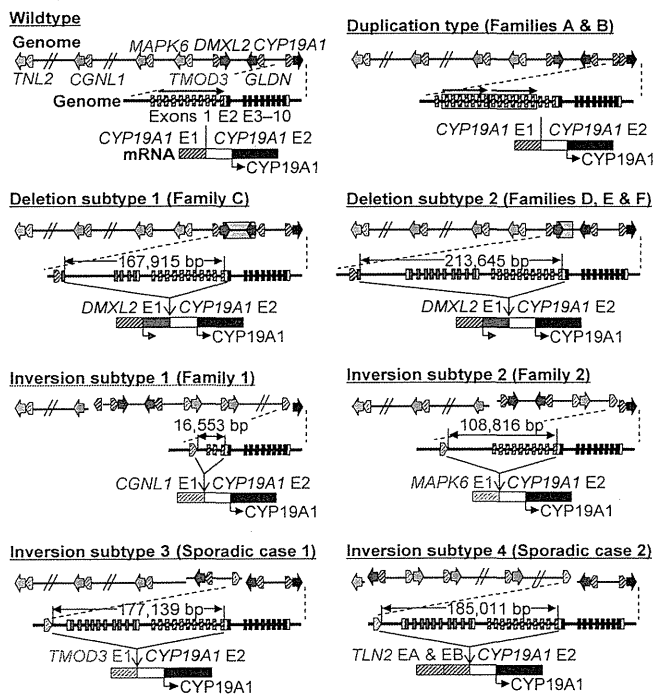 Wildtype
Genome MAPK6 DMXL2 CYP19A1
TNL2 CGNL1 TMOD3 GLDN
Genome
Exons 1 E2 E3–10
CYP19A1 E1 CYP19A1 E2
mRNA
CYP19A1
Duplication type (Families A & B)
CYP19A1 E1 CYP19A1 E2
CYP19A1
Deletion subtype 1 (Family C)
167,915 bp
DMXL2 E1 CYP19A1 E2
CYP19A1
Deletion subtype 2 (Families D, E & F)
213,645 bp
DMXL2 E1 CYP19A1 E2
CYP19A1
Inversion subtype 1 (Family 1)
16,553 bp
CGNL1 E1 CYP19A1 E2
CYP19A1
Inversion subtype 2 (Family 2)
108,816 bp
MAPK6 E1 CYP19A1 E2
CYP19A1
Inversion subtype 3 (Sporadic case 1)
177,139 bp
TMOD3 E1 CYP19A1 E2
CYP19A1
Inversion subtype 4 (Sporadic case 2)
185,011 bp
TLN2 EA & EB CYP19A1 E2
CYP19A1